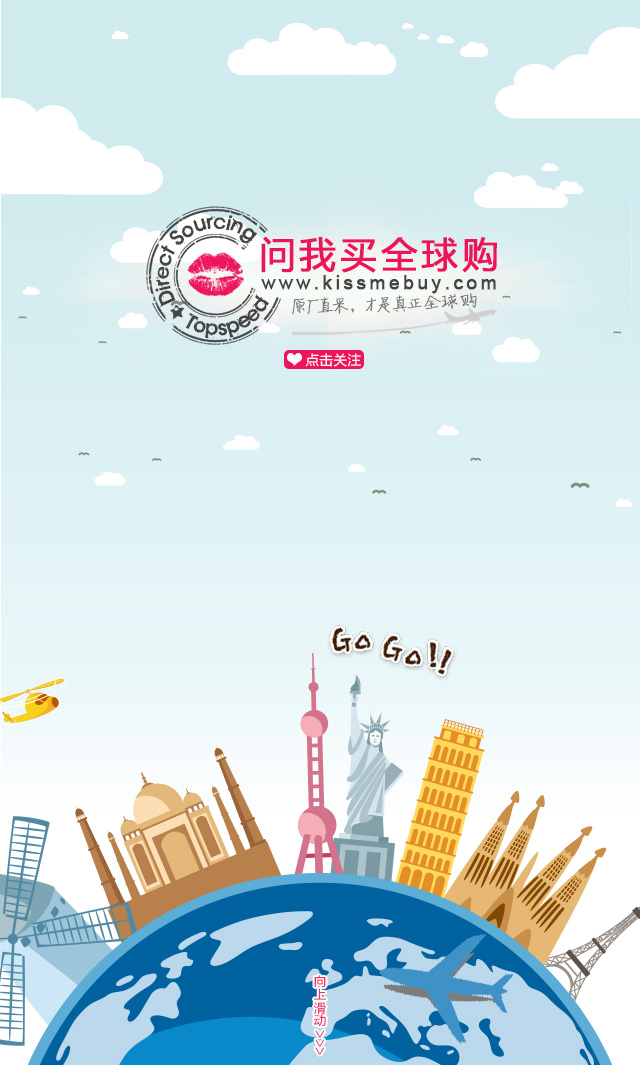 Direct Sourcing
Topspeed
问我买全球购
www.kissmebuy.com
原厂直采，才是真正全球购
点击关注
Go Go!!
向上滑动